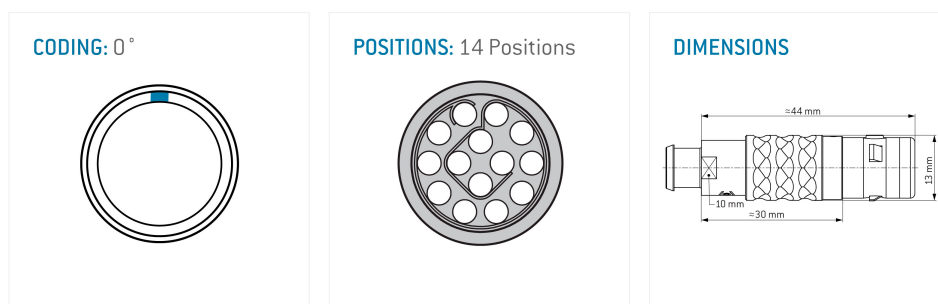 CODING: 0°
POSITIONS: 14 Positions
DIMENSIONS
≈44 mm
13 mm
10 mm
≈30 mm